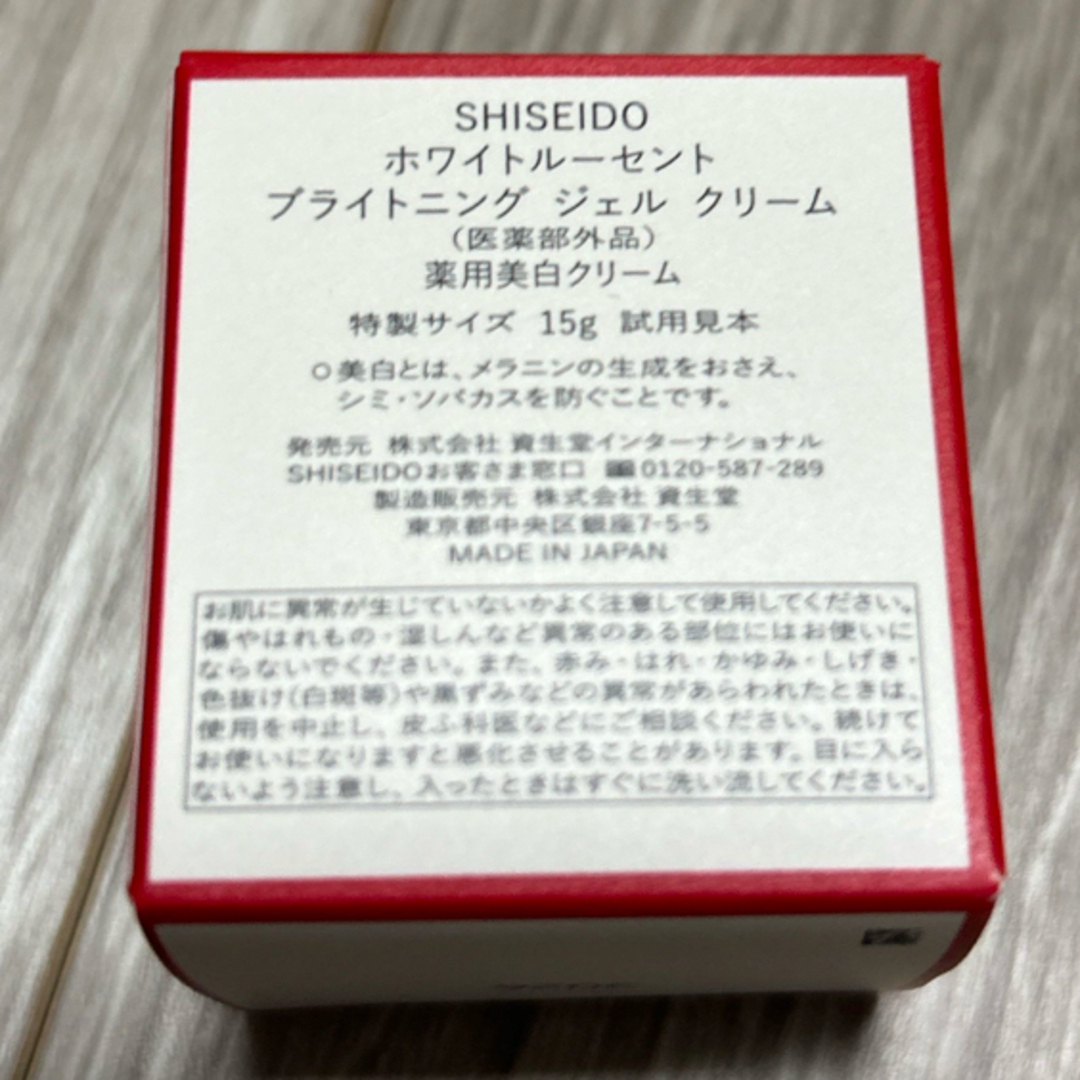 SHISEIDO
ホワイトルーセント
ブライトニング ジェル クリーム
（医薬部外品）
薬用美白クリーム
特製サイズ 15g 試用見本
○美白とは、メラニンの生成をおさえ、
シミ・ソバカスを防ぐことです。
発売元 株式会社 資生堂インターナショナル
SHISEIDOお客さま窓口 0120-587-289
製造販売元 株式会社 資生堂
東京都中央区銀座7-5-5
MADE IN JAPAN
お肌に異常が生じていないかよく注意して使用してください。
傷やはれもの・湿しんなど異常のある部位にはお使いに
ならないでください。また、赤み・はれ・かゆみ・しげき・
色抜け(白斑等)や黒ずみなどの異常があらわれたときは、
使用を中止し、皮ふ科医などにご相談ください。続けて
お使いになりますと悪化させることがあります。目に入ら
ないよう注意し、入ったときはすぐに洗い流してください。